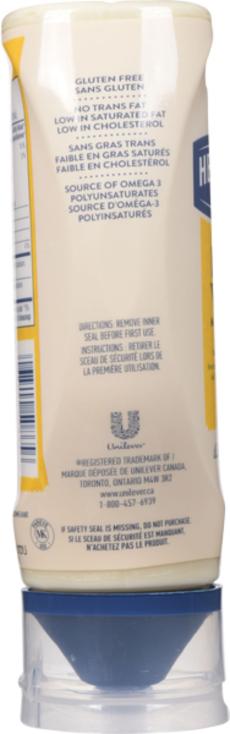 GLUTEN FREE
SANS GLUTEN
NO TRANS FAT
LOW IN SATURATED FAT
LOW IN CHOLESTEROL
SANS GRAS TRANS
FAIBLE EN GRAS SATURÉS
FAIBLE EN CHOLESTÉROL
SOURCE OF OMEGA 3
POLYUNSATURATES
SOURCE D'OMÉGA-3
POLYINSATURÉS
HE
DIRECTIONS: REMOVE INNER
SEAL BEFORE FIRST USE.
INSTRUCTIONS: RETIRER LE
SCEAU DE SÉCURITÉ LORS DE
LA PREMIÈRE UTILISATION.
Unilever
®REGISTERED TRADEMARK OF /
MARQUE DÉPOSÉE DE UNILEVER CANADA,
TORONTO, ONTARIO M4W 3R2
www.unilever.ca
1-800-457-6939
MK
IF SAFETY SEAL IS MISSING, DO NOT PURCHASE.
SI LE SCEAU DE SÉCURITÉ EST MANQUANT,
N'ACHETEZ PAS LE PRODUIT.